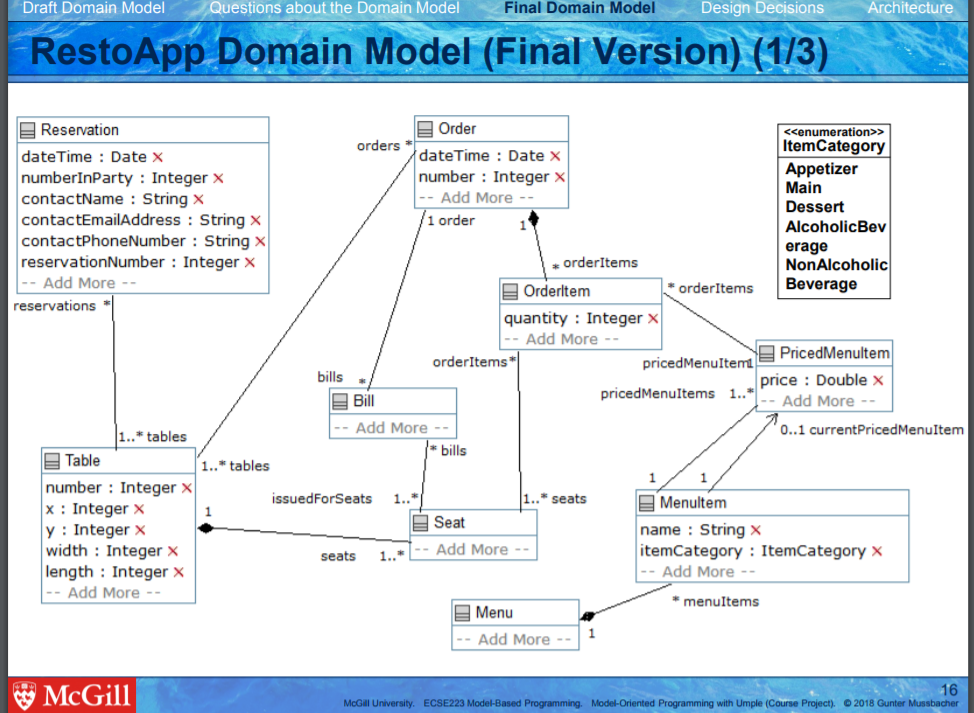 Draft Domain Model Questions about the Domain Model Final Domain Model Design Decisions Architecture
RestoApp Domain Model (Final Version) (1/3)
Reservation
dateTime : Date X
numberInParty : Integer X
contactName : String X
contactEmailAddress : String X
contactPhoneNumber : String X
reservationNumber : Integer X
-- Add More --
reservations *
1..* tables
Order
orders *
dateTime : Date X
number : Integer X
-- Add More --
1 order
1
* orderItems
<<enumeration>>
ItemCategory
Appetizer
Main
Dessert
AlcoholicBev
erage
NonAlcoholic
Beverage
OrderItem
quantity : Integer X
-- Add More --
* orderItems
orderItems*
pricedMenuItem1
PricedMenuItem
price : Double X
-- Add More --
pricedMenuItems 1..*
0..1 currentPricedMenuItem
bills *
Bill
-- Add More --
* bills
Table
number : Integer X
x : Integer X
y : Integer X
width : Integer X
length : Integer X
-- Add More --
1..* tables
1
issuedForSeats 1..*
1..* seats
Seat
-- Add More --
seats 1..*
1 1
MenuItem
name : String X
itemCategory : ItemCategory X
-- Add More --
* menuItems
Menu
-- Add More --
1
McGill
16
McGill University. ECSE223 Model-Based Programming. Model-Oriented Programming with Umple (Course Project). © 2018 Gunter Mussbacher